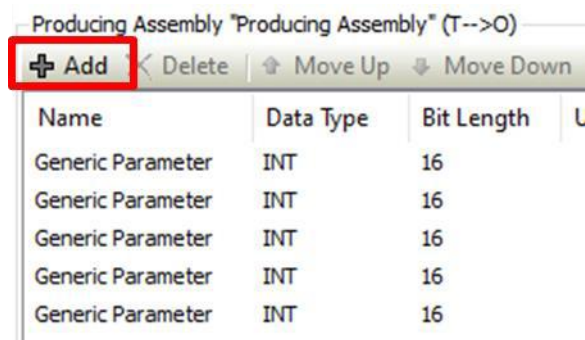 Producing Assembly "Producing Assembly" (T-->O)
Add Delete Move Up Move Down
Name Data Type Bit Length U
Generic Parameter INT 16
Generic Parameter INT 16
Generic Parameter INT 16
Generic Parameter INT 16
Generic Parameter INT 16